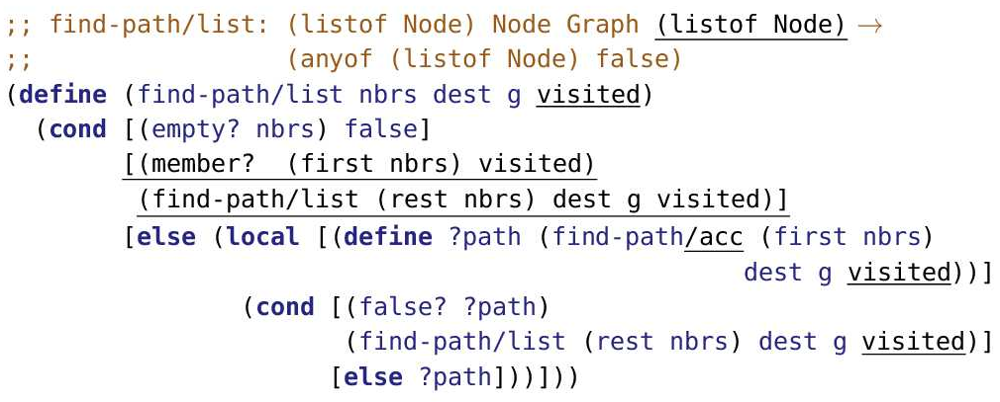 ;; find-path/list: (listof Node) Node Graph (listof Node) →
;;                 (anyof (listof Node) false)
(define (find-path/list nbrs dest g visited)
  (cond [(empty? nbrs) false]
        [(member?  (first nbrs) visited)
         (find-path/list (rest nbrs) dest g visited)]
        [else (local [(define ?path (find-path/acc (first nbrs)
                                                  dest g visited))]
                (cond [(false? ?path)
                       (find-path/list (rest nbrs) dest g visited)]
                      [else ?path]))]))